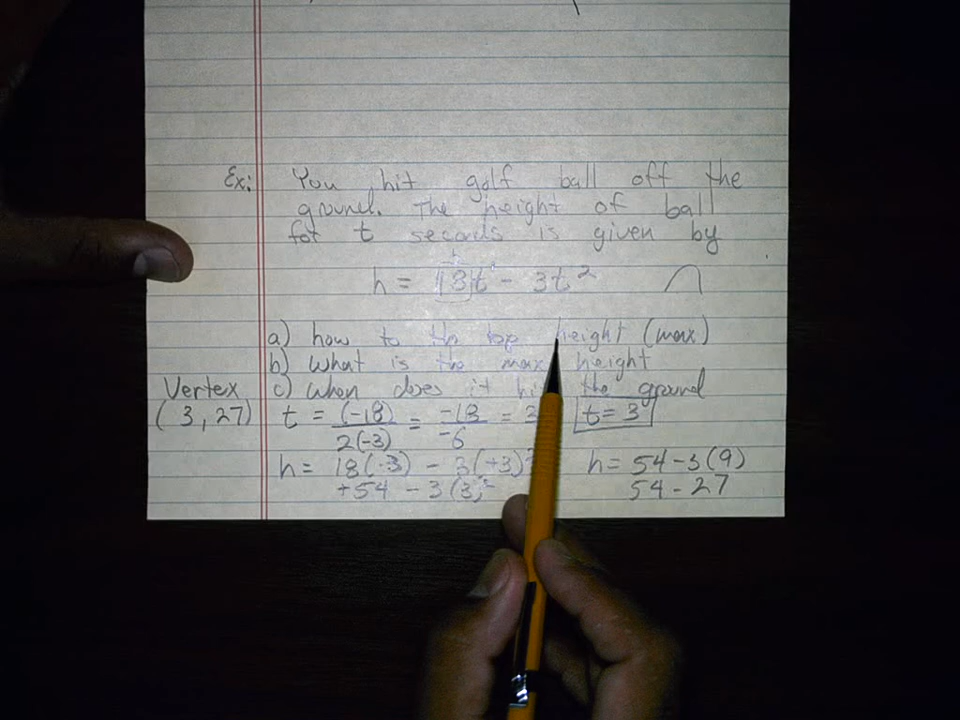 Ex: You hit golf ball off the
ground. The height of ball
for t seconds is given by
h = 18t - 3t²
a) how to the top height (max)
b) What is the max height
c) When does it hit the ground
Vertex
(3, 27) t = (-18) / 2(-3) = -18 / -6 = 3 t = 3
h = 18(3) - 3(+3)² h = 54 - 3(9)
+54 - 3(3)² 54 - 27